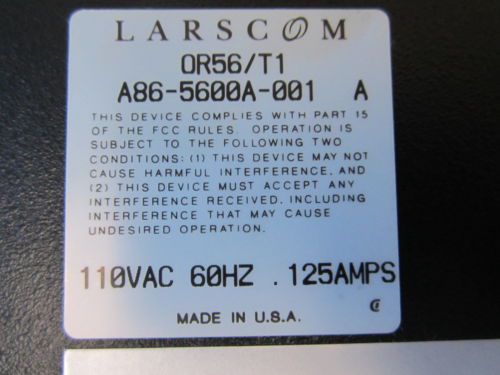 LARSCOM
OR56/T1
A86-5600A-001 A
THIS DEVICE COMPLIES WITH PART 15
OF THE FCC RULES. OPERATION IS
SUBJECT TO THE FOLLOWING TWO
CONDITIONS: (1) THIS DEVICE MAY NOT
CAUSE HARMFUL INTERFERENCE, AND
(2) THIS DEVICE MUST ACCEPT ANY
INTERFERENCE RECEIVED, INCLUDING
INTERFERENCE THAT MAY CAUSE
UNDESIRED OPERATION.
110VAC 60HZ .125AMPS
MADE IN U.S.A.